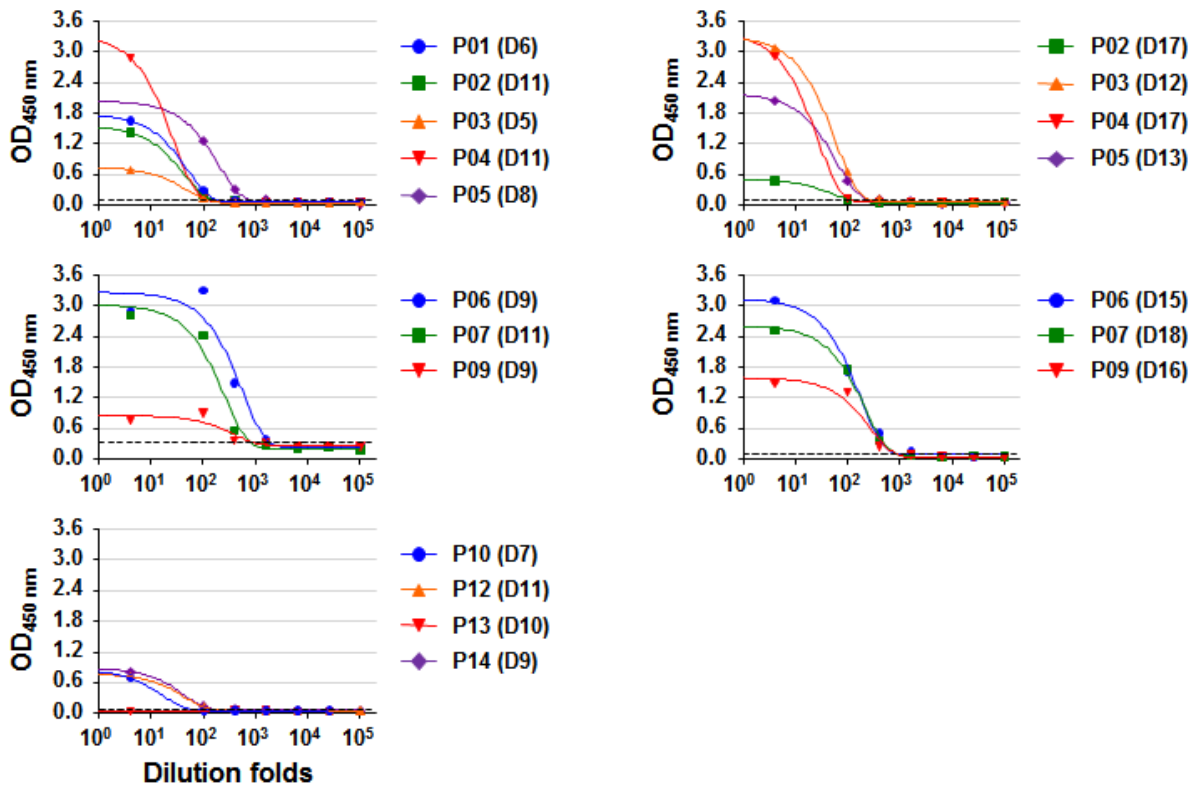 3.6
3.0
2.4
1.8
1.2
0.6
0.0
OD450 nm
10^0 10^1 10^2 10^3 10^4 10^5
P01 (D6)
P02 (D11)
P03 (D5)
P04 (D11)
P05 (D8)
3.6
3.0
2.4
1.8
1.2
0.6
0.0
OD450 nm
10^0 10^1 10^2 10^3 10^4 10^5
P02 (D17)
P03 (D12)
P04 (D17)
P05 (D13)
3.6
3.0
2.4
1.8
1.2
0.6
0.0
OD450 nm
10^0 10^1 10^2 10^3 10^4 10^5
P06 (D9)
P07 (D11)
P09 (D9)
3.6
3.0
2.4
1.8
1.2
0.6
0.0
OD450 nm
10^0 10^1 10^2 10^3 10^4 10^5
P06 (D15)
P07 (D18)
P09 (D16)
3.6
3.0
2.4
1.8
1.2
0.6
0.0
OD450 nm
10^0 10^1 10^2 10^3 10^4 10^5
Dilution folds
P10 (D7)
P12 (D11)
P13 (D10)
P14 (D9)